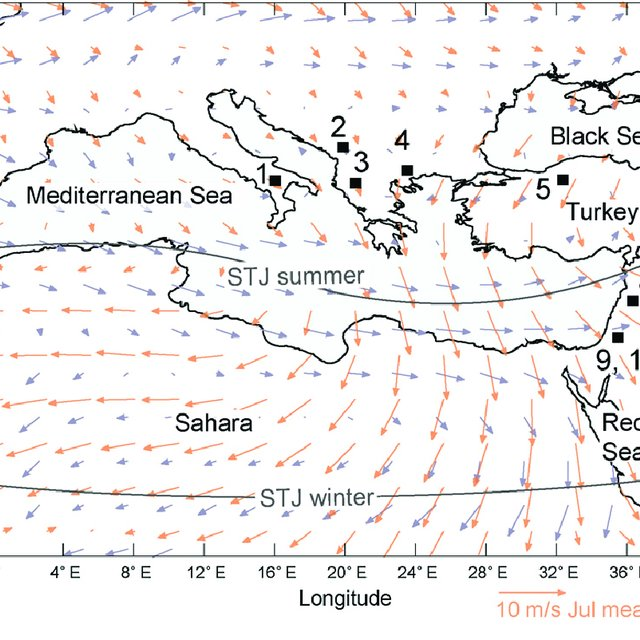 2
4
Black Se
1
3
5
Mediterranean Sea
Turkey
STJ summer
9, 1
Sahara
Red
Sea
STJ winter
4° E 8° E 12° E 16° E 20° E 24° E 28° E 32° E 36°
Longitude
10 m/s Jul mea